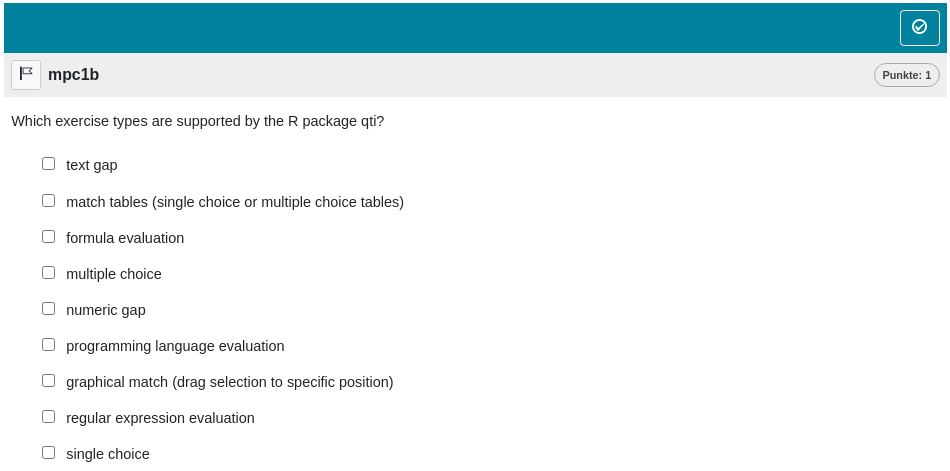 mpc1b
Punkte: 1
Which exercise types are supported by the R package qti?
text gap
match tables (single choice or multiple choice tables)
formula evaluation
multiple choice
numeric gap
programming language evaluation
graphical match (drag selection to specific position)
regular expression evaluation
single choice